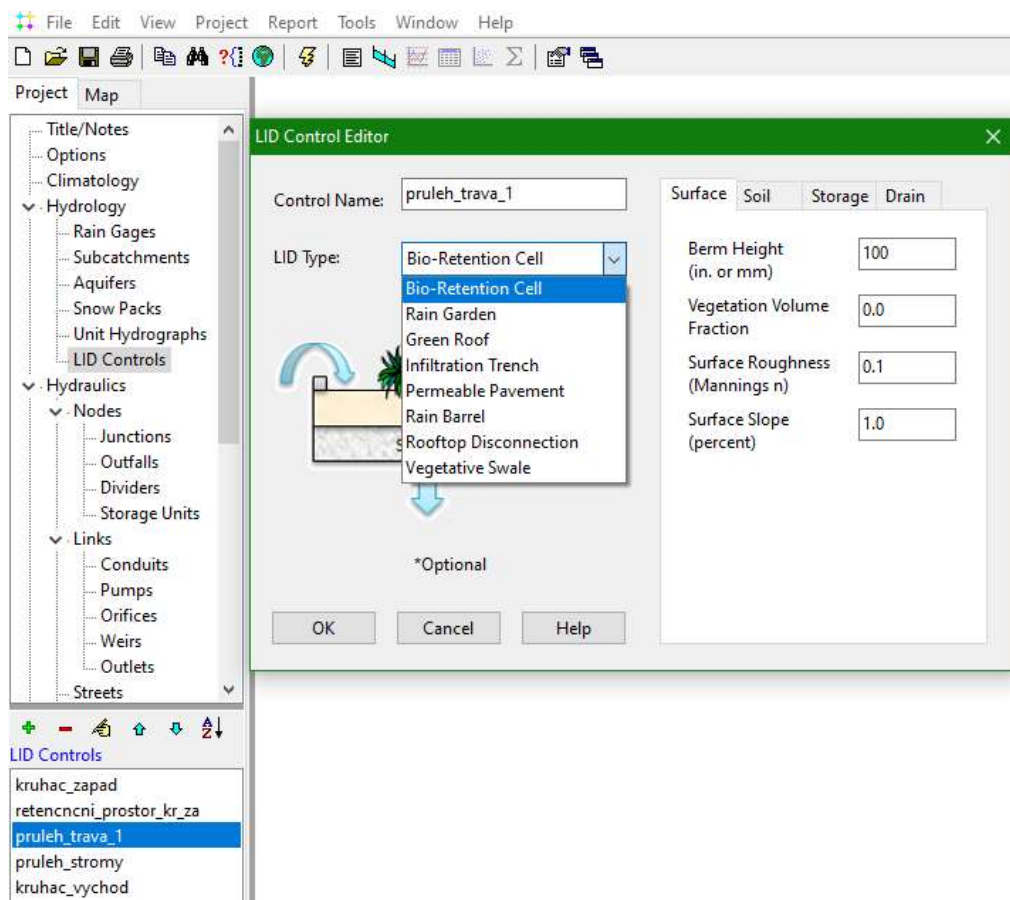 File Edit View Project Report Tools Window Help
Project Map
Title/Notes
Options
Climatology
Hydrology
Rain Gages
Subcatchments
Aquifers
Snow Packs
Unit Hydrographs
LID Controls
Hydraulics
Nodes
Junctions
Outfalls
Dividers
Storage Units
Links
Conduits
Pumps
Orifices
Weirs
Outlets
Streets
LID Controls
kruhac_zapad
retencncni_prostor_kr_za
pruleh_trava_1
pruleh_stromy
kruhac_vychod
LID Control Editor
Control Name: pruleh_trava_1
LID Type: Bio-Retention Cell
Bio-Retention Cell
Rain Garden
Green Roof
Infiltration Trench
Permeable Pavement
Rain Barrel
Rooftop Disconnection
Vegetative Swale
*Optional
OK Cancel Help
Surface Soil Storage Drain
Berm Height 100
(in. or mm)
Vegetation Volume 0.0
Fraction
Surface Roughness 0.1
(Mannings n)
Surface Slope 1.0
(percent)